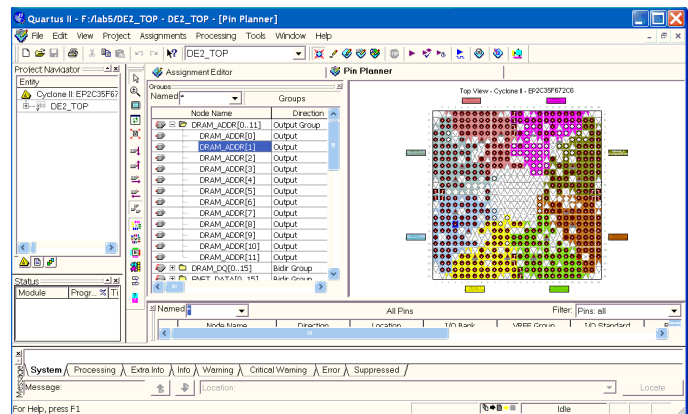 Quartus II - F:/lab5/DE2_TOP - DE2_TOP - [Pin Planner]
File Edit View Project Assignments Processing Tools Window Help
DE2_TOP
Project Navigator
Entity
Cyclone II: EP2C35F67
DE2_TOP
Assignment Editor
Pin Planner
Groups
Named: *
Groups
Node Name Direction
DRAM_ADDR[0..11] Output Group
DRAM_ADDR[0] Output
DRAM_ADDR[1] Output
DRAM_ADDR[2] Output
DRAM_ADDR[3] Output
DRAM_ADDR[4] Output
DRAM_ADDR[5] Output
DRAM_ADDR[6] Output
DRAM_ADDR[7] Output
DRAM_ADDR[8] Output
DRAM_ADDR[9] Output
DRAM_ADDR[10] Output
DRAM_ADDR[11] Output
DRAM_DQ[0..15] Bidir Group
ENET_DATA[0..15] Bidir Group
Top View - Cyclone II - EP2C35F672C6
Status
Module Progr... % Ti
Named: All Pins Filter: Pins: all
Node Name Direction Location I/O Bank VREF Group I/O Standard
System Processing Extra Info Info Warning Critical Warning Error Suppressed
Message
Message: Location: Locate
For Help, press F1 Idle